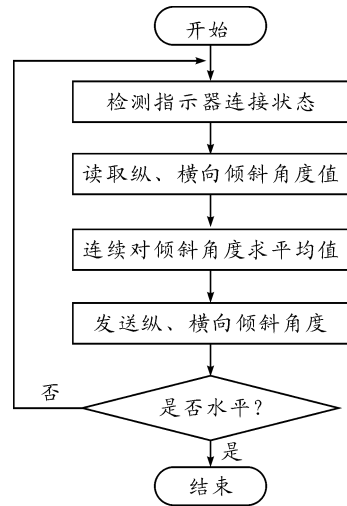 开始
检测指示器连接状态
读取纵、横向倾斜角度值
连续对倾斜角度求平均值
发送纵、横向倾斜角度
否
是否水平?
是
结束